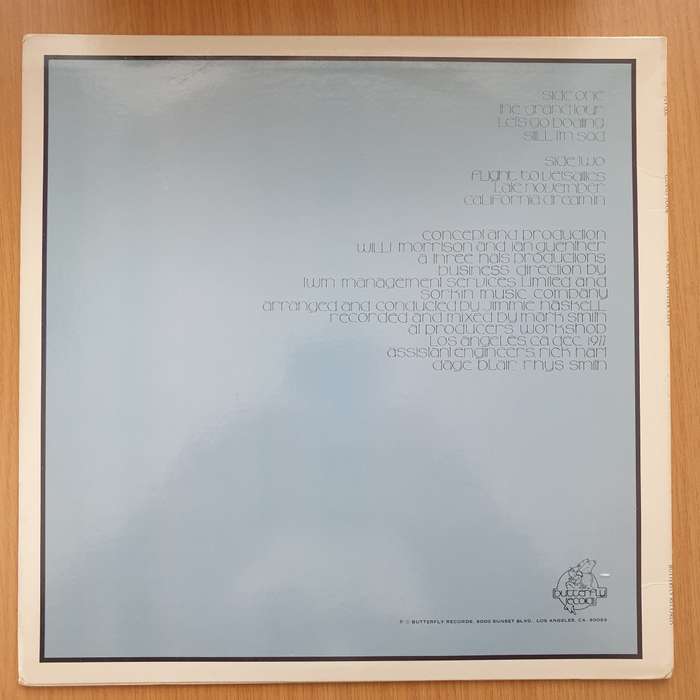 side one
the grand tour
let's go boating
still i'm sad
side two
flight to versailles
late november
california dreamin
concept and production
willi morrison and ian guenther
a three hats productions
business direction by
twm management services limited and
sorkin music company
arranged and conducted by jimmie haskell
recorded and mixed by mark smith
at producers workshop
los angeles ca dec 1977
assistant engineers rick hart
dage blair rhys smith
butterfly
records
℗ © BUTTERFLY RECORDS, 9000 SUNSET BLVD., LOS ANGELES, CA. 90069